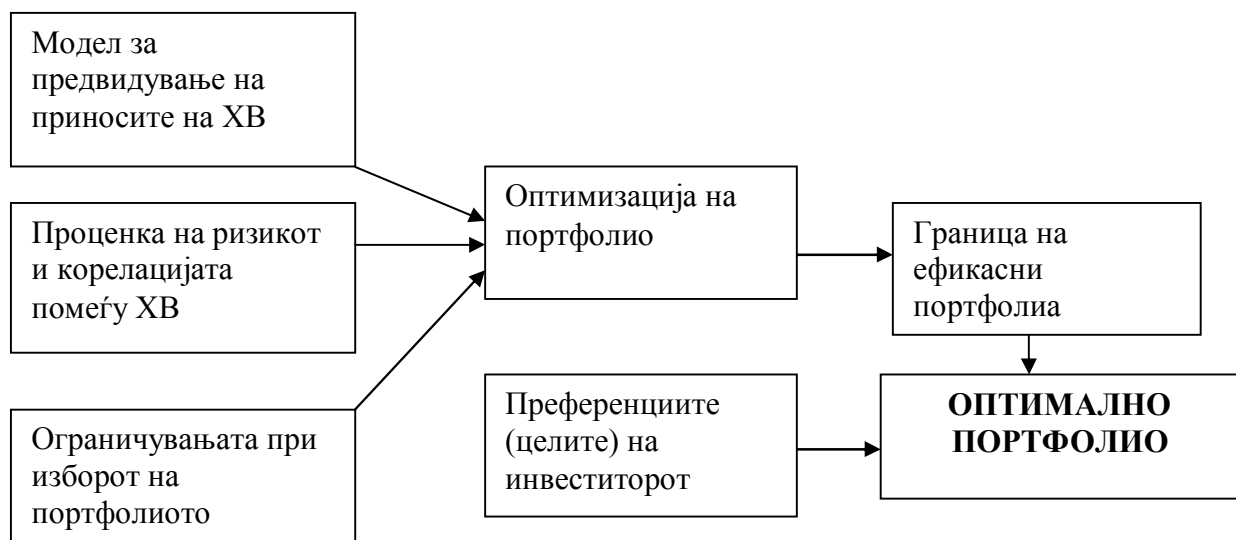 Модел за
предвидување на
приносите на ХВ
Проценка на ризикот
и корелацијата
помеѓу ХВ
Ограничувањата при
изборот на
портфолиото
Оптимизација на
портфолио
Преференциите
(целите) на
инвеститорот
Граница на
ефикасни
портфолиа
ОПТИМАЛНО
ПОРТФОЛИО